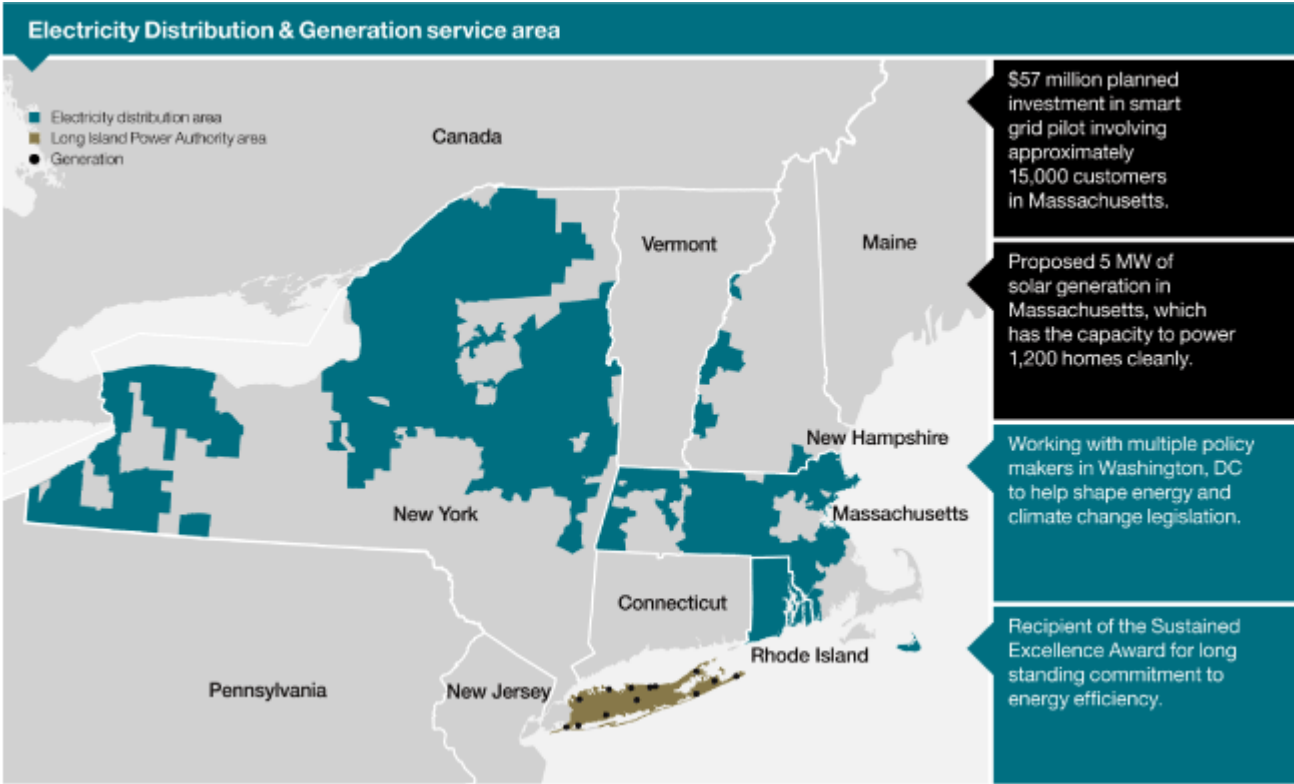 Electricity Distribution & Generation service area
Electricity distribution area
Long Island Power Authority area
Generation
Canada
Vermont
Maine
New Hampshire
New York
Massachusetts
Connecticut
Rhode Island
Pennsylvania
New Jersey
$57 million planned
investment in smart
grid pilot involving
approximately
15,000 customers
in Massachusetts.
Proposed 5 MW of
solar generation in
Massachusetts, which
has the capacity to power
1,200 homes cleanly.
Working with multiple policy
makers in Washington, DC
to help shape energy and
climate change legislation.
Recipient of the Sustained
Excellence Award for long
standing commitment to
energy efficiency.